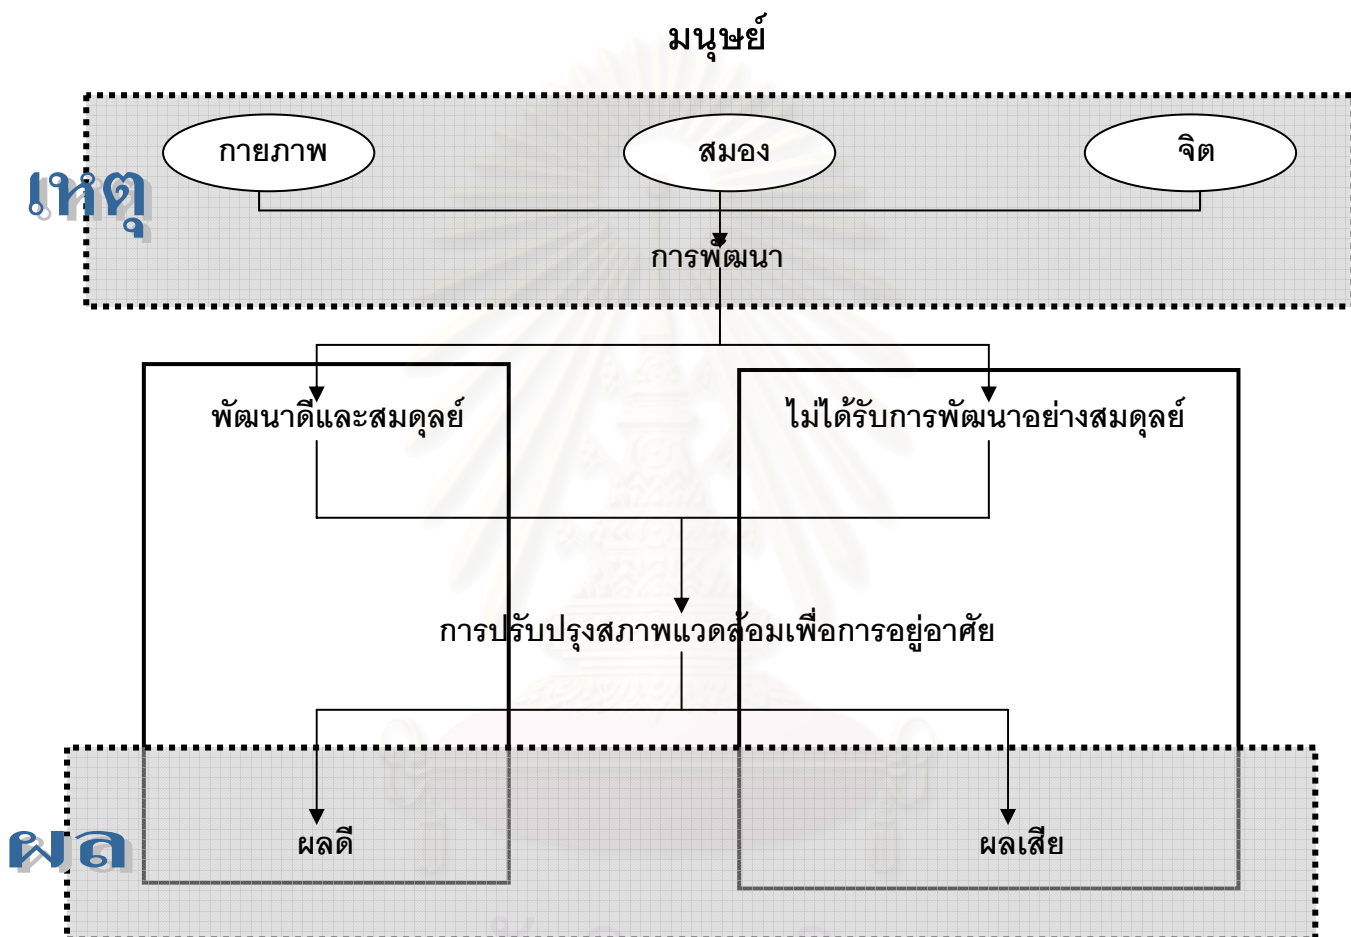 มนุษย์
กายภาพ สมอง จิต
เหตุ
การพัฒนา
พัฒนาดีและสมดุลย์ ไม่ได้รับการพัฒนาอย่างสมดุลย์
การปรับปรุงสภาพแวดล้อมเพื่อการอยู่อาศัย
ผล
ผลดี ผลเสีย